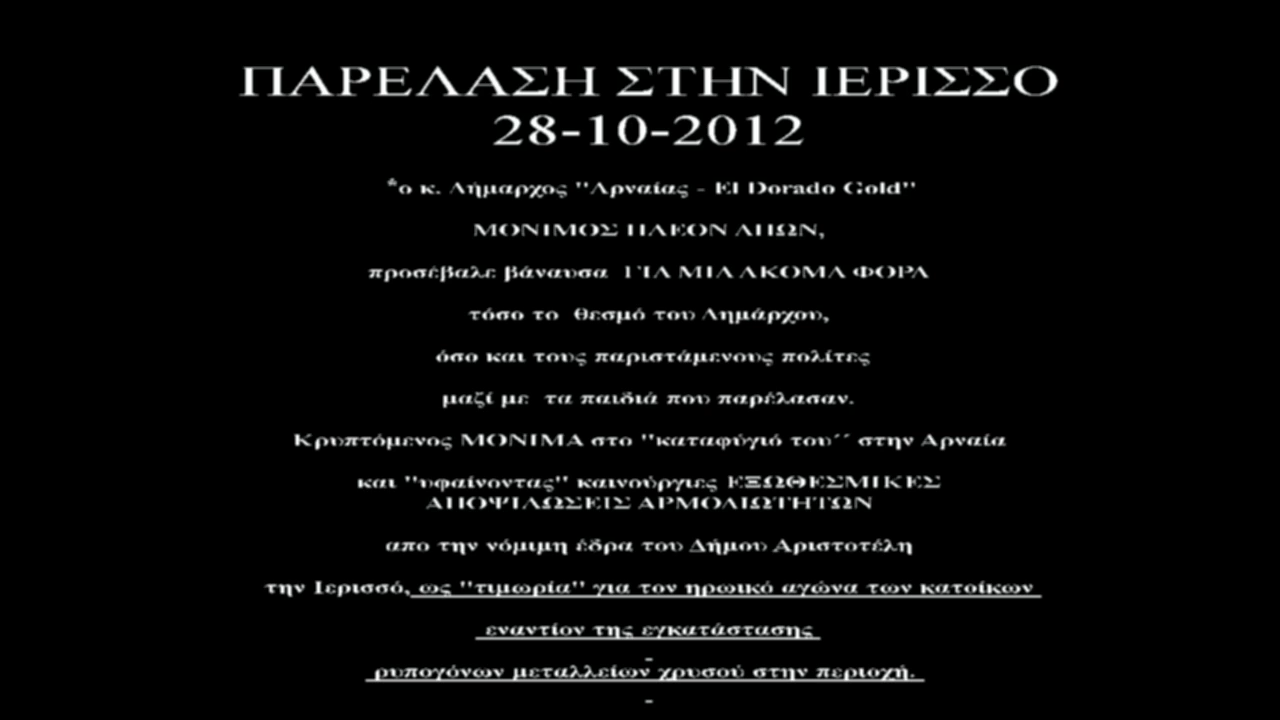 ΠΑΡΕΛΑΣΗ ΣΤΗΝ ΙΕΡΙΣΣΟ
28-10-2012
*ο κ. Δήμαρχος "Αρναίας - El Dorado Gold"
ΜΟΝΙΜΟΣ ΠΛΕΟΝ ΑΠΩΝ,
προσέβαλε βάναυσα ΓΙΑ ΜΙΑ ΑΚΟΜΑ ΦΟΡΑ
τόσο το θεσμό του Δημάρχου,
όσο και τους παριστάμενους πολίτες
μαζί με τα παιδιά που παρέλασαν.
Κρυπτόμενος ΜΟΝΙΜΑ στο "καταφύγιό του΄΄ στην Αρναία
και "υφαίνοντας" καινούργιες ΕΞΩΘΕΣΜΙΚΕΣ
ΑΠΟΨΙΛΩΣΕΙΣ ΑΡΜΟΔΙΩΤΗΤΩΝ
απο την νόμιμη έδρα του Δήμου Αριστοτέλη
την Ιερισσό, ως "τιμωρία" για τον ηρωικό αγώνα των κατοίκων
εναντίον της εγκατάστασης
ρυπογόνων μεταλλείων χρυσού στην περιοχή.